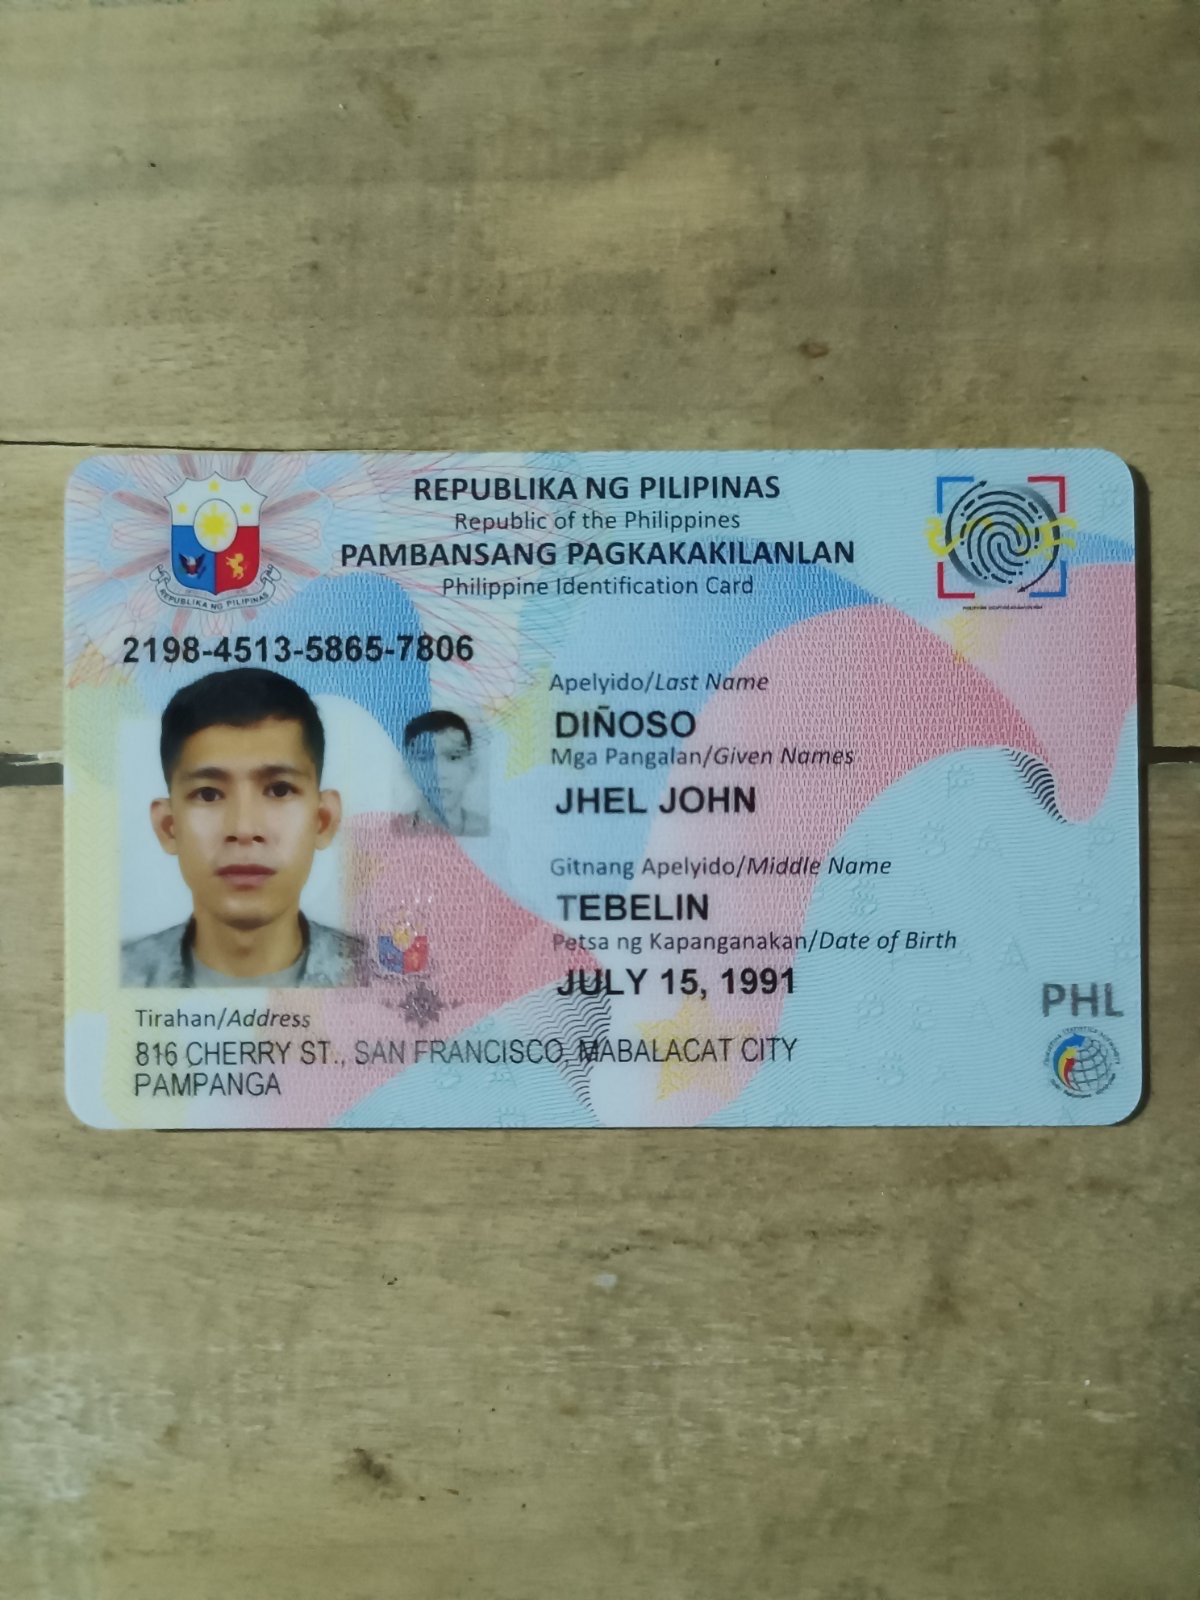 REPUBLIKA NG PILIPINAS
Republic of the Philippines
PAMBANSANG PAGKAKAKILANLAN
Philippine Identification Card
REPUBLIKA NG PILIPINAS
2198-4513-5865-7806
Apelyido/Last Name
DIÑOSO
Mga Pangalan/Given Names
JHEL JOHN
Gitnang Apelyido/Middle Name
TEBELIN
Petsa ng Kapanganakan/Date of Birth
JULY 15, 1991
PHL
Tirahan/Address
816 CHERRY ST., SAN FRANCISCO, MABALACAT CITY
PAMPANGA